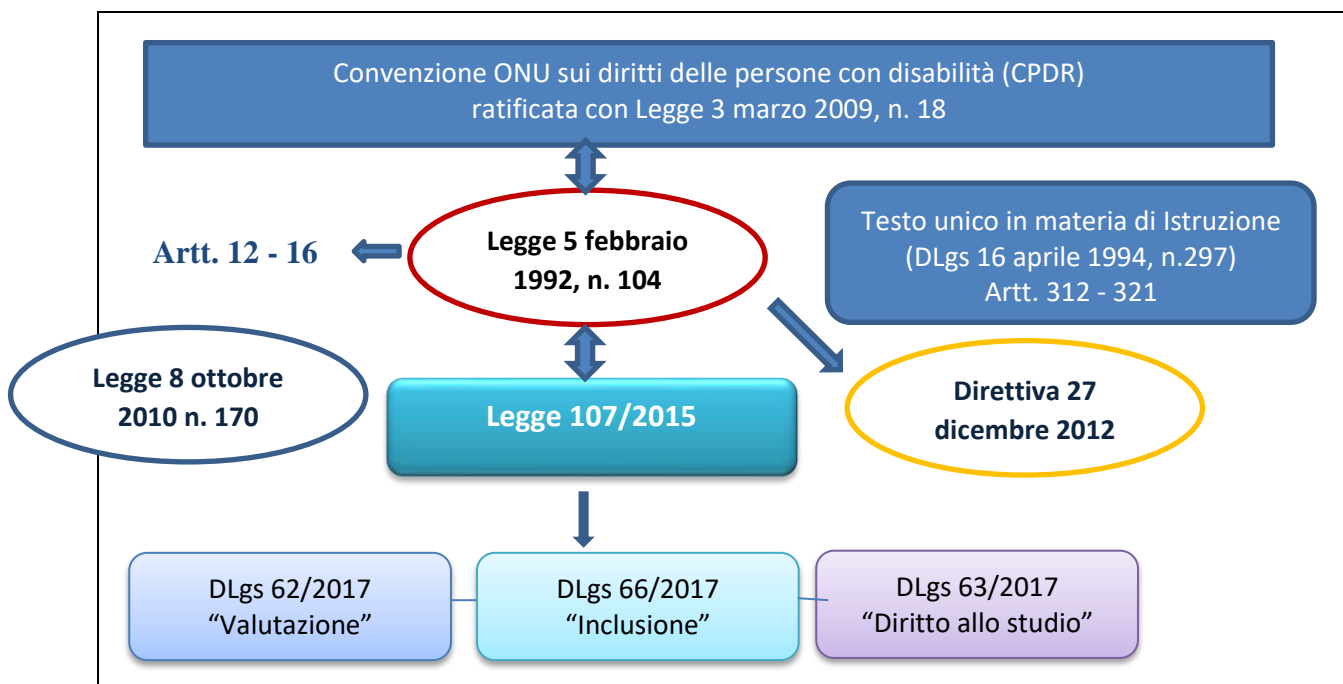 Convenzione ONU sui diritti delle persone con disabilità (CPDR)
ratificata con Legge 3 marzo 2009, n. 18
Legge 5 febbraio
1992, n. 104
Artt. 12 - 16
Testo unico in materia di Istruzione
(DLgs 16 aprile 1994, n.297)
Artt. 312 - 321
Legge 8 ottobre
2010 n. 170
Legge 107/2015
Direttiva 27
dicembre 2012
DLgs 62/2017
“Valutazione”
DLgs 66/2017
“Inclusione”
DLgs 63/2017
“Diritto allo studio”